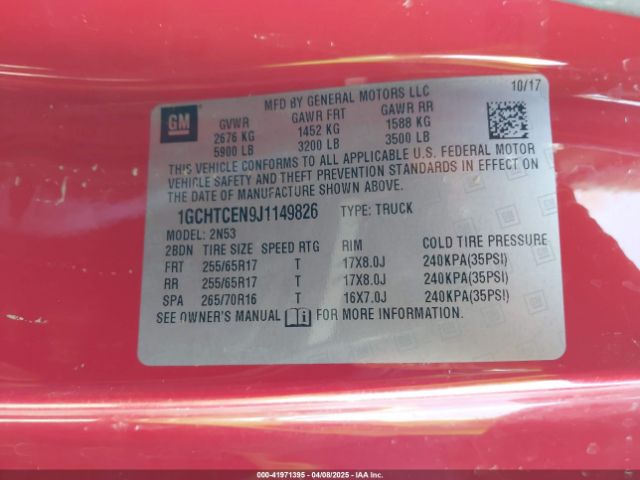 10/17
MFD BY GENERAL MOTORS LLC
GM
GVWR GAWR FRT GAWR RR
2676 KG 1452 KG 1588 KG
5900 LB 3200 LB 3500 LB
THIS VEHICLE CONFORMS TO ALL APPLICABLE U.S. FEDERAL MOTOR
VEHICLE SAFETY AND THEFT PREVENTION STANDARDS IN EFFECT ON
THE DATE OF MANUFACTURE SHOWN ABOVE.
1GCHTCEN9J1149826 TYPE: TRUCK
MODEL: 2N53
2BDN TIRE SIZE SPEED RTG RIM COLD TIRE PRESSURE
FRT 255/65R17 T 17X8.0J 240KPA(35PSI)
RR 255/65R17 T 17X8.0J 240KPA(35PSI)
SPA 265/70R16 T 16X7.0J 240KPA(35PSI)
SEE OWNER'S MANUAL i FOR MORE INFORMATION.
000-41971395 - 04/08/2025 - IAA Inc.